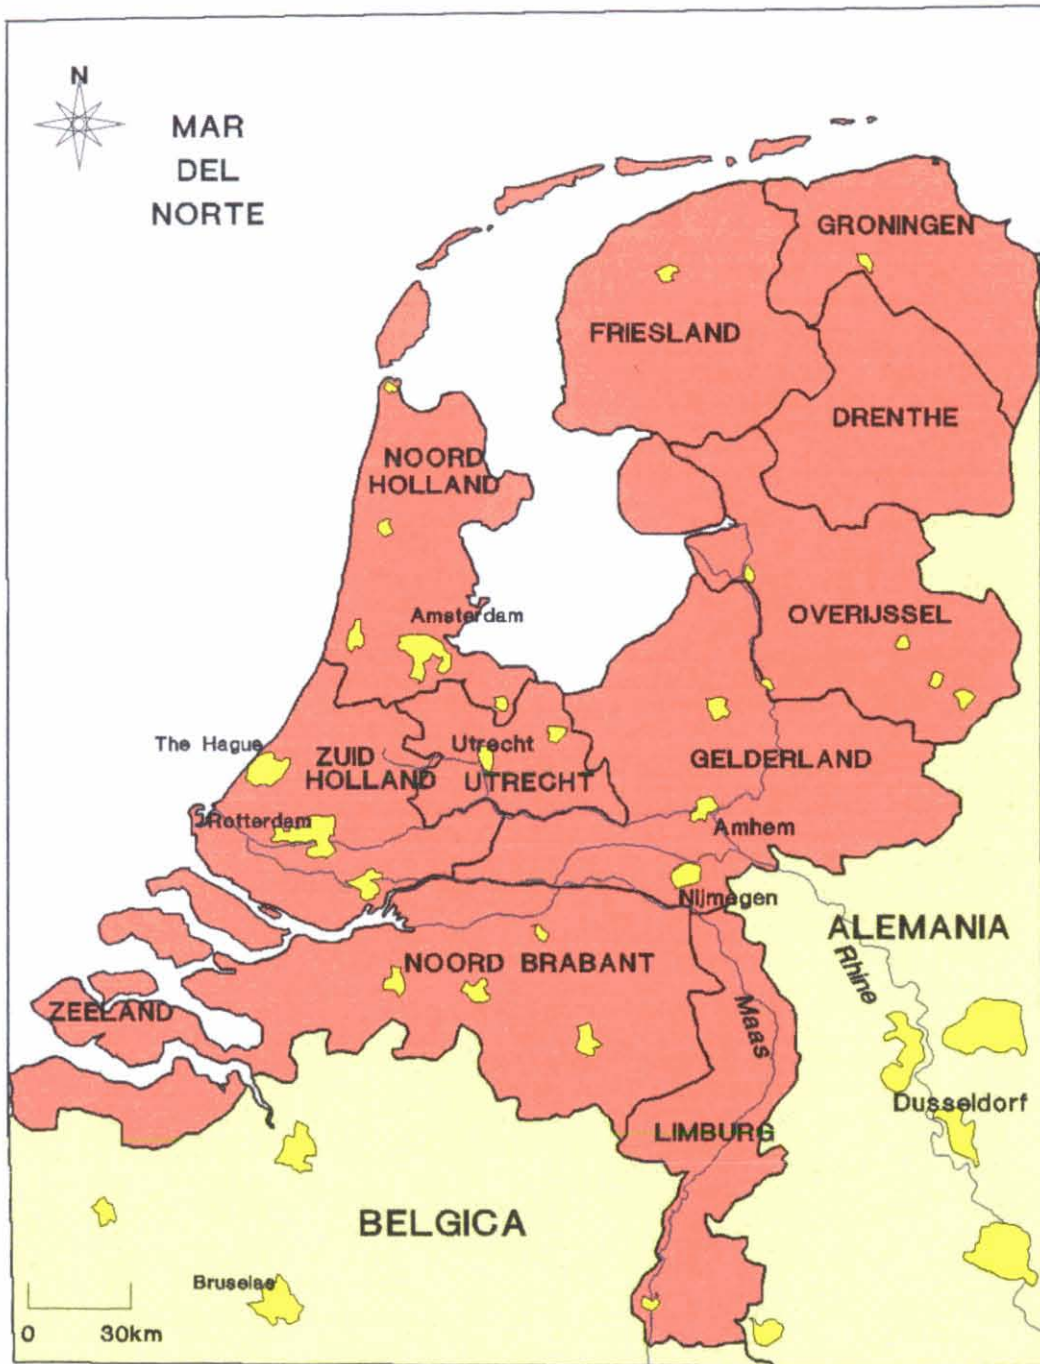 N
MAR
DEL
NORTE
GRONINGEN
FRIESLAND
DRENTHE
NOORD
HOLLAND
Amsterdam
OVERIJSSEL
The Hague
ZUID
HOLLAND
Utrecht
UTRECHT
GELDERLAND
Rotterdam
Amhem
Nijmegen
ALEMANIA
Rhine
NOORD BRABANT
Maas
ZEELAND
Dusseldorf
LIMBURG
BELGICA
Bruselas
0 30km